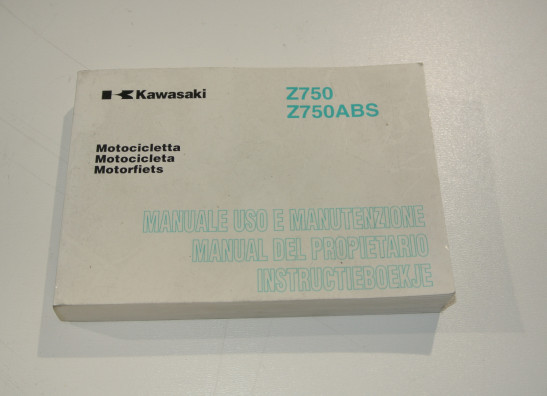 Kawasaki
Z750
Z750ABS
Motocicletta
Motocicleta
Motorfiets
MANUALE USO E MANUTENZIONE
MANUAL DEL PROPIETARIO
INSTRUCTIEBOEKJE